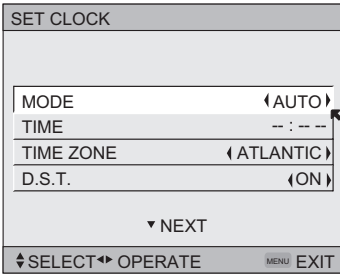 SET CLOCK
MODE ◀AUTO▶
TIME -- : -- --
TIME ZONE ◀ATLANTIC▶
D.S.T. ◀ON▶
▼ NEXT
▲▼SELECT◀▶ OPERATE MENU EXIT